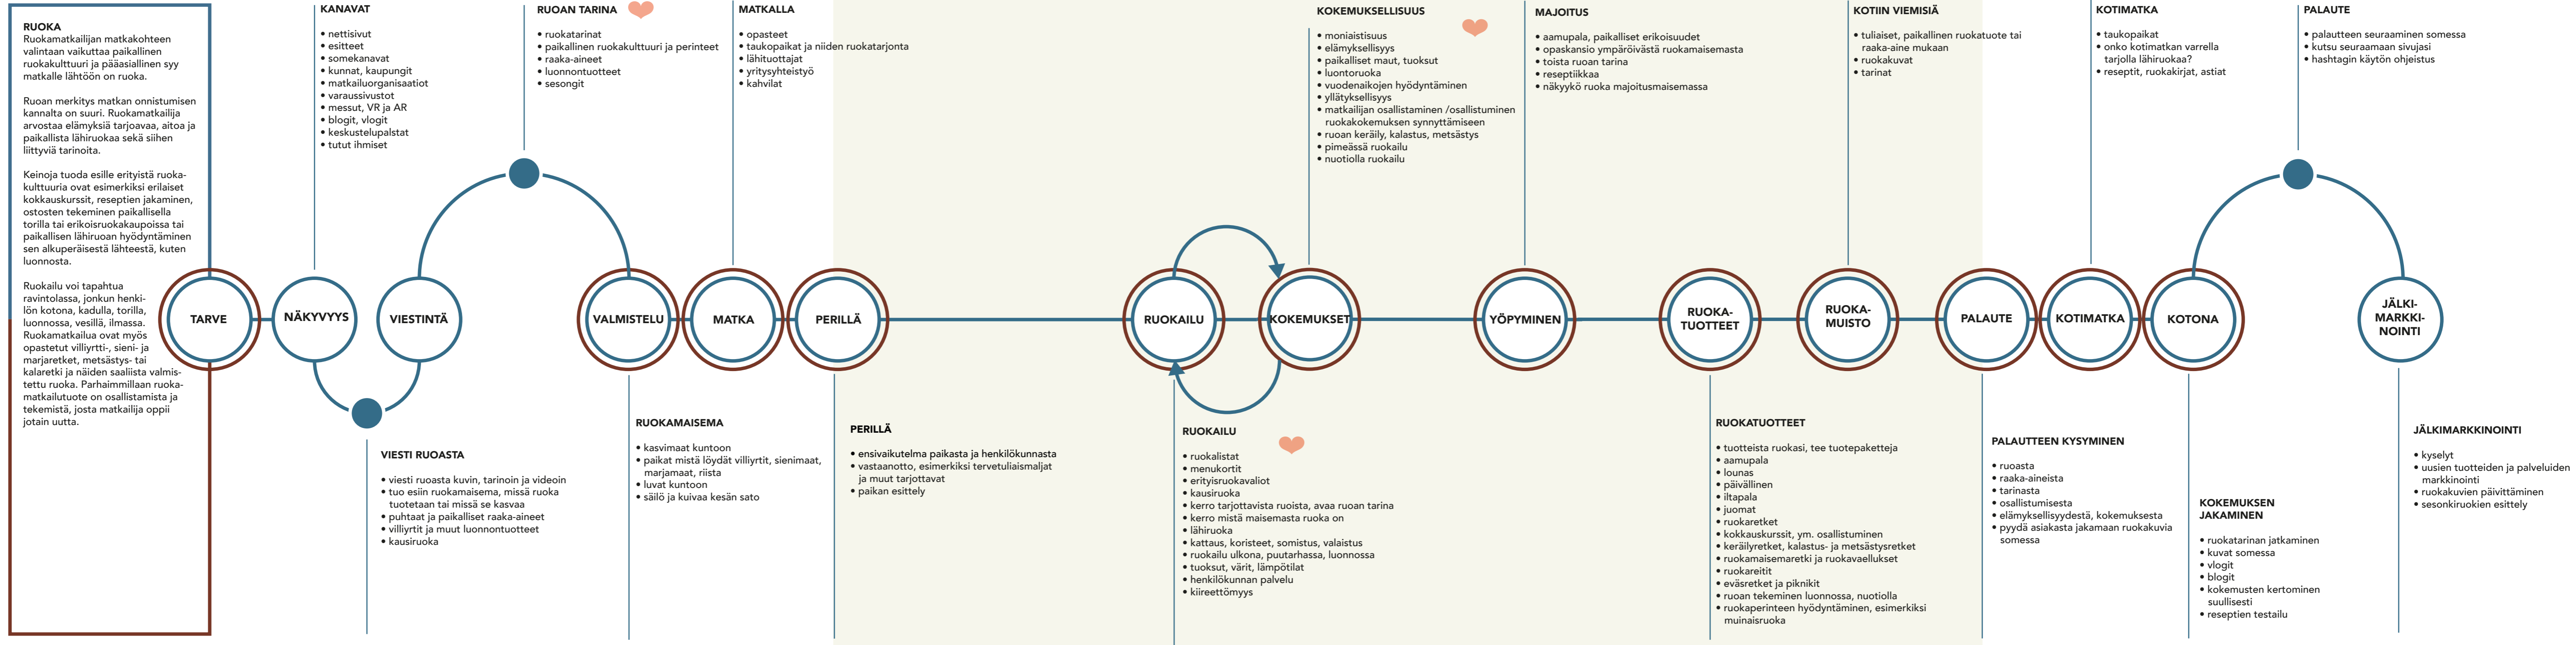 RUOKA
Ruokamatkailijan matkakohteen
valintaan vaikuttaa paikallinen
ruokakulttuuri ja pääasiallinen syy
matkalle lähtöön on ruoka.
Ruoan merkitys matkan onnistumisen
kannalta on suuri. Ruokamatkailija
arvostaa elämyksiä tarjoavaa, aitoa ja
paikallista lähiruokaa sekä siihen
liittyviä tarinoita.
Keinoja tuoda esille erityistä ruoka-
kulttuuria ovat esimerkiksi erilaiset
kokkauskurssit, reseptien jakaminen,
ostosten tekeminen paikallisella
torilla tai erikoisruokakaupoissa tai
paikallisen lähiruoan hyödyntäminen
sen alkuperäisestä lähteestä, kuten
luonnosta.
Ruokailu voi tapahtua
ravintolassa, jonkun henki-
lön kotona, kadulla, torilla,
luonnossa, vesillä, ilmassa.
Ruokamatkailua ovat myös
opastetut villiyrtti-, sieni- ja
marjaretket, metsästys- tai
kalaretki ja näiden saaliista valmis-
tettu ruoka. Parhaimmillaan ruoka-
matkailutuote on osallistamista ja
tekemistä, josta matkailija oppii
jotain uutta.
KANAVAT
• nettisivut
• esitteet
• somekanavat
• kunnat, kaupungit
• matkailuorganisaatiot
• varaussivustot
• messut, VR ja AR
• blogit, vlogit
• keskustelupalstat
• tutut ihmiset
RUOAN TARINA
• ruokatarinat
• paikallinen ruokakulttuuri ja perinteet
• raaka-aineet
• luonnontuotteet
• sesongit
MATKALLA
• opasteet
• taukopaikat ja niiden ruokatarjonta
• lähituottajat
• yritysyhteistyö
• kahvilat
KOKEMUKSELLISUUS
• moniaistisuus
• elämyksellisyys
• paikalliset maut, tuoksut
• luontoruoka
• vuodenaikojen hyödyntäminen
• yllätyksellisyys
• matkailijan osallistaminen /osallistuminen
ruokakokemuksen synnyttämiseen
• ruoan keräily, kalastus, metsästys
• pimeässä ruokailu
• nuotiolla ruokailu
MAJOITUS
• aamupala, paikalliset erikoisuudet
• opaskansio ympäröivästä ruokamaisemasta
• toista ruoan tarina
• reseptiikkaa
• näkyykö ruoka majoitusmaisemassa
KOTIIN VIEMISIÄ
• tuliaiset, paikallinen ruokatuote tai
raaka-aine mukaan
• ruokakuvat
• tarinat
KOTIMATKA
• taukopaikat
• onko kotimatkan varrella
tarjolla lähiruokaa?
• reseptit, ruokakirjat, astiat
PALAUTE
• palautteen seuraaminen somessa
• kutsu seuraamaan sivujasi
• hashtagin käytön ohjeistus
TARVE
NÄKYVYYS
VIESTINTÄ
VALMISTELU
MATKA
PERILLÄ
RUOKAILU
KOKEMUKSET
YÖPYMINEN
RUOKA-
TUOTTEET
RUOKA-
MUISTO
PALAUTE
KOTIMATKA
KOTONA
JÄLKI-
MARKKI-
NOINTI
VIESTI RUOASTA
• viesti ruoasta kuvin, tarinoin ja videoin
• tuo esiin ruokamaisema, missä ruoka
tuotetaan tai missä se kasvaa
• puhtaat ja paikalliset raaka-aineet
• villiyrtit ja muut luonnontuotteet
• kausiruoka
RUOKAMAISEMA
• kasvimaat kuntoon
• paikat mistä löydät villiyrtit, sienimaat,
marjamaat, riista
• luvat kuntoon
• säilö ja kuivaa kesän sato
PERILLÄ
• ensivaikutelma paikasta ja henkilökunnasta
• vastaanotto, esimerkiksi tervetuliaismaljat
ja muut tarjottavat
• paikan esittely
RUOKAILU
• ruokalistat
• menukortit
• erityisruokavaliot
• kausiruoka
• kerro tarjottavista ruoista, avaa ruoan tarina
• kerro mistä maisemasta ruoka on
• lähiruoka
• kattaus, koristeet, somistus, valaistus
• ruokailu ulkona, puutarhassa, luonnossa
• tuoksut, värit, lämpötilat
• henkilökunnan palvelu
• kiireettömyys
RUOKATUOTTEET
• tuotteista ruokasi, tee tuotepaketteja
• aamupala
• lounas
• päivällinen
• iltapala
• juomat
• ruokaretket
• kokkauskurssit, ym. osallistuminen
• keräilyretket, kalastus- ja metsästysretket
• ruokamaisemaretki ja ruokavaellukset
• ruokareitit
• eväsretket ja piknikit
• ruoan tekeminen luonnossa, nuotiolla
• ruokaperinteen hyödyntäminen, esimerkiksi
muinaisruoka
PALAUTTEEN KYSYMINEN
• ruoasta
• raaka-aineista
• tarinasta
• osallistumisesta
• elämyksellisyydestä, kokemuksesta
• pyydä asiakasta jakamaan ruokakuvia
somessa
KOKEMUKSEN
JAKAMINEN
• ruokatarinan jatkaminen
• kuvat somessa
• vlogit
• blogit
• kokemusten kertominen
suullisesti
• reseptien testailu
JÄLKIMARKKINOINTI
• kyselyt
• uusien tuotteiden ja palveluiden
markkinointi
• ruokakuvien päivittäminen
• sesonkiruokien esittely